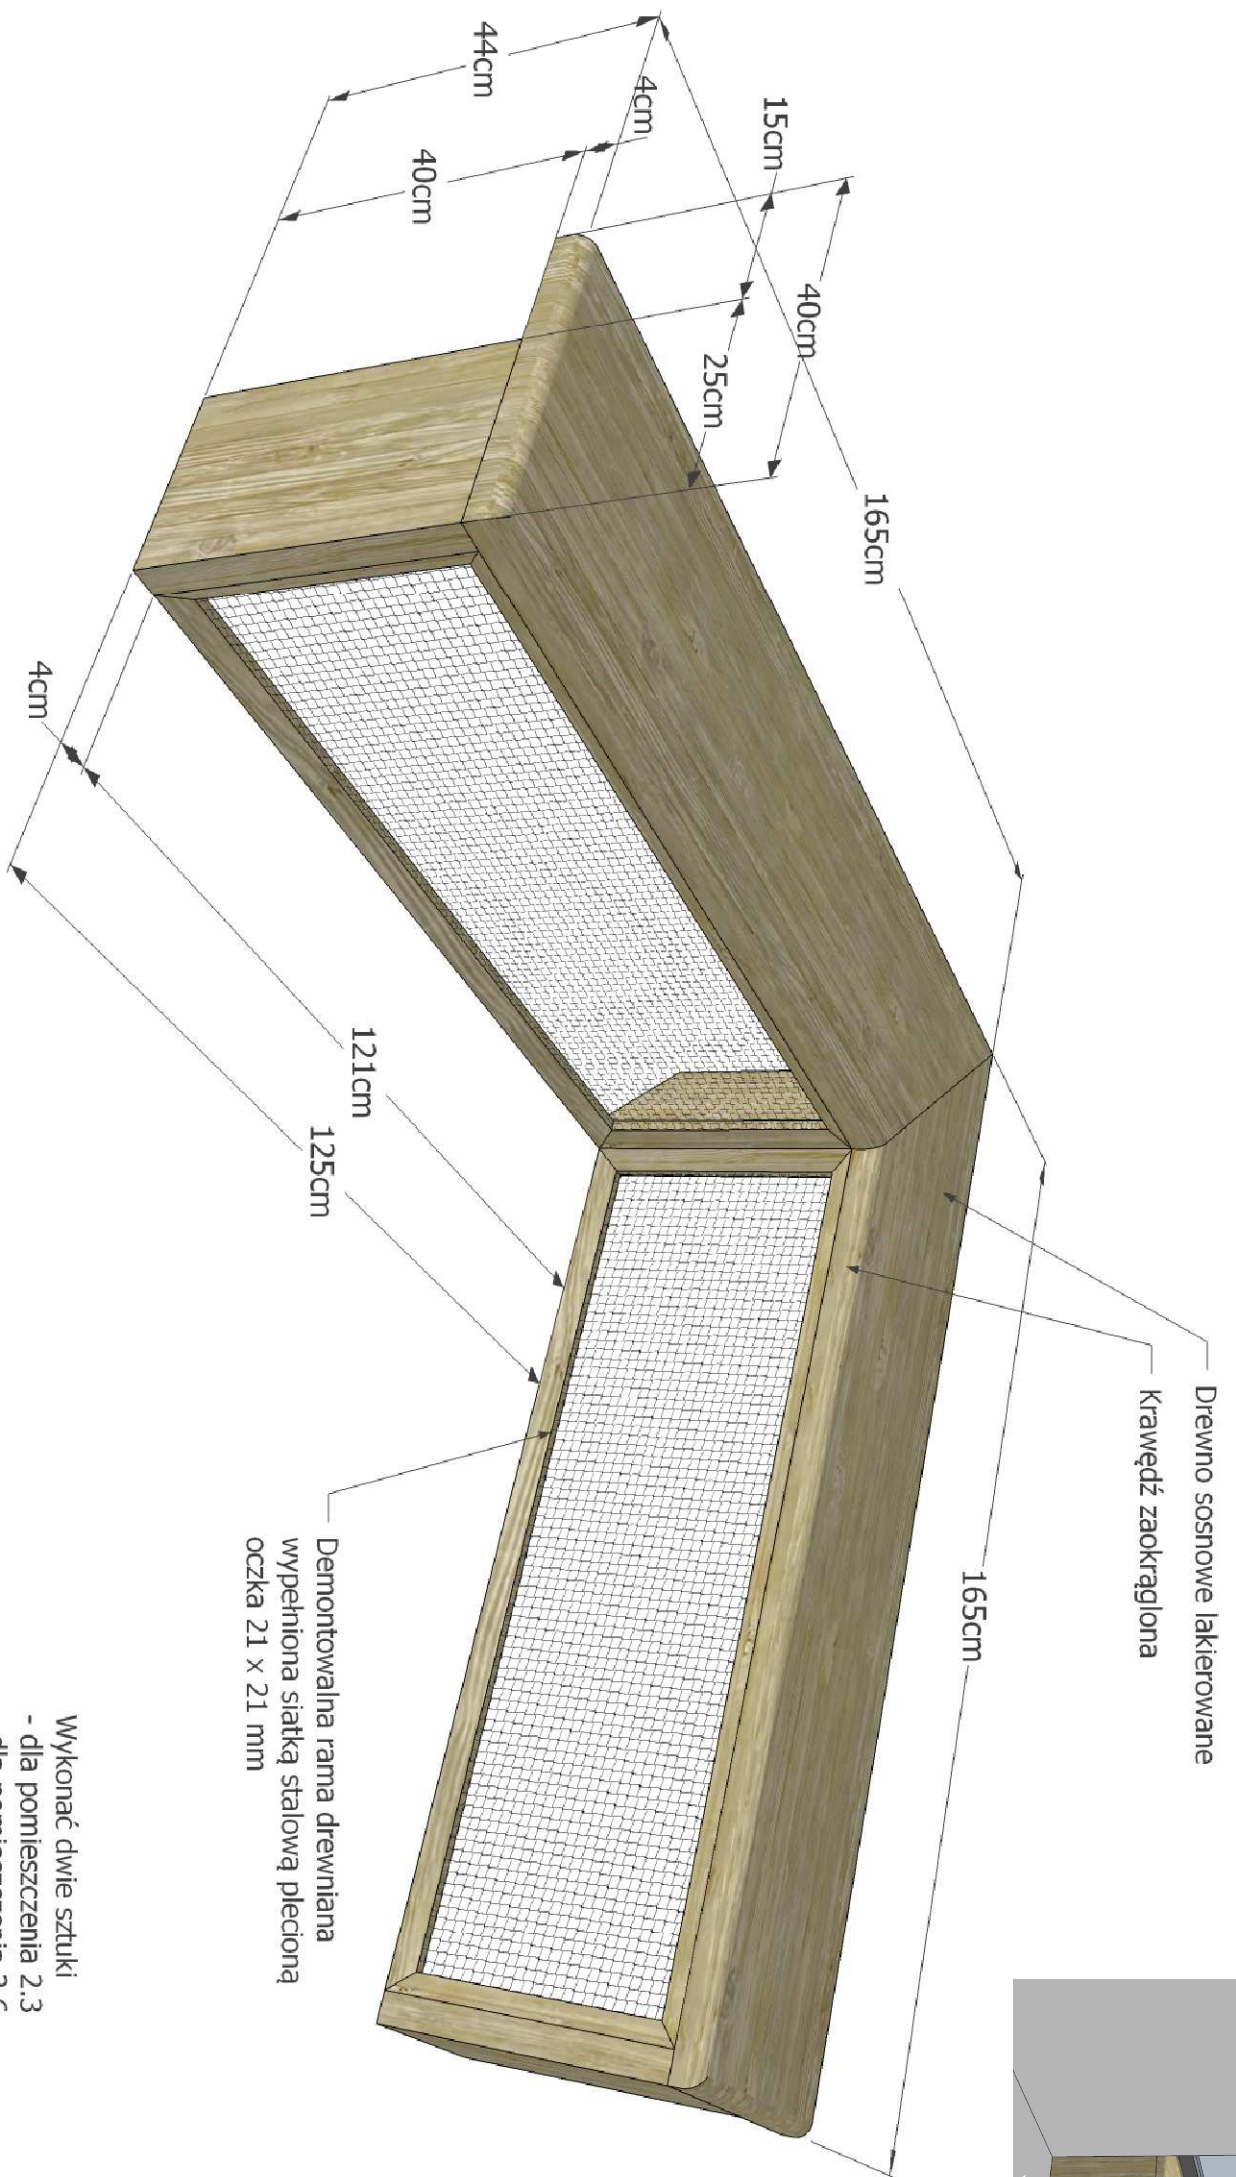 44cm
4cm
40cm
15cm
40cm
25cm
165cm
4cm
121cm
125cm
165cm
Drewno sosnowe lakierowane
Krawędź zaokrąglona
Demontowalna rama drewniana
wypełniona siatką stalową plecioną
oczka 21 x 21 mm
Wykonać dwie sztuki
- dla pomieszczenia 2.3